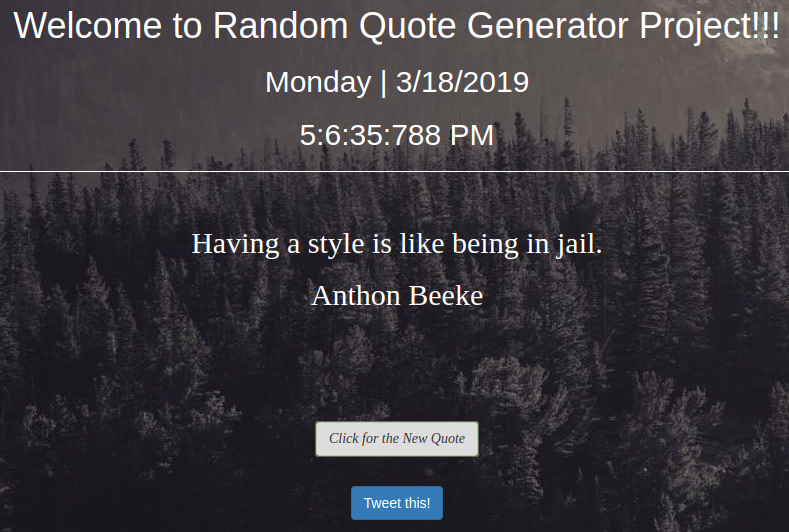 Welcome to Random Quote Generator Project!!!
Monday | 3/18/2019
5:6:35:788 PM
Having a style is like being in jail.
Anthon Beeke
Click for the New Quote
Tweet this!